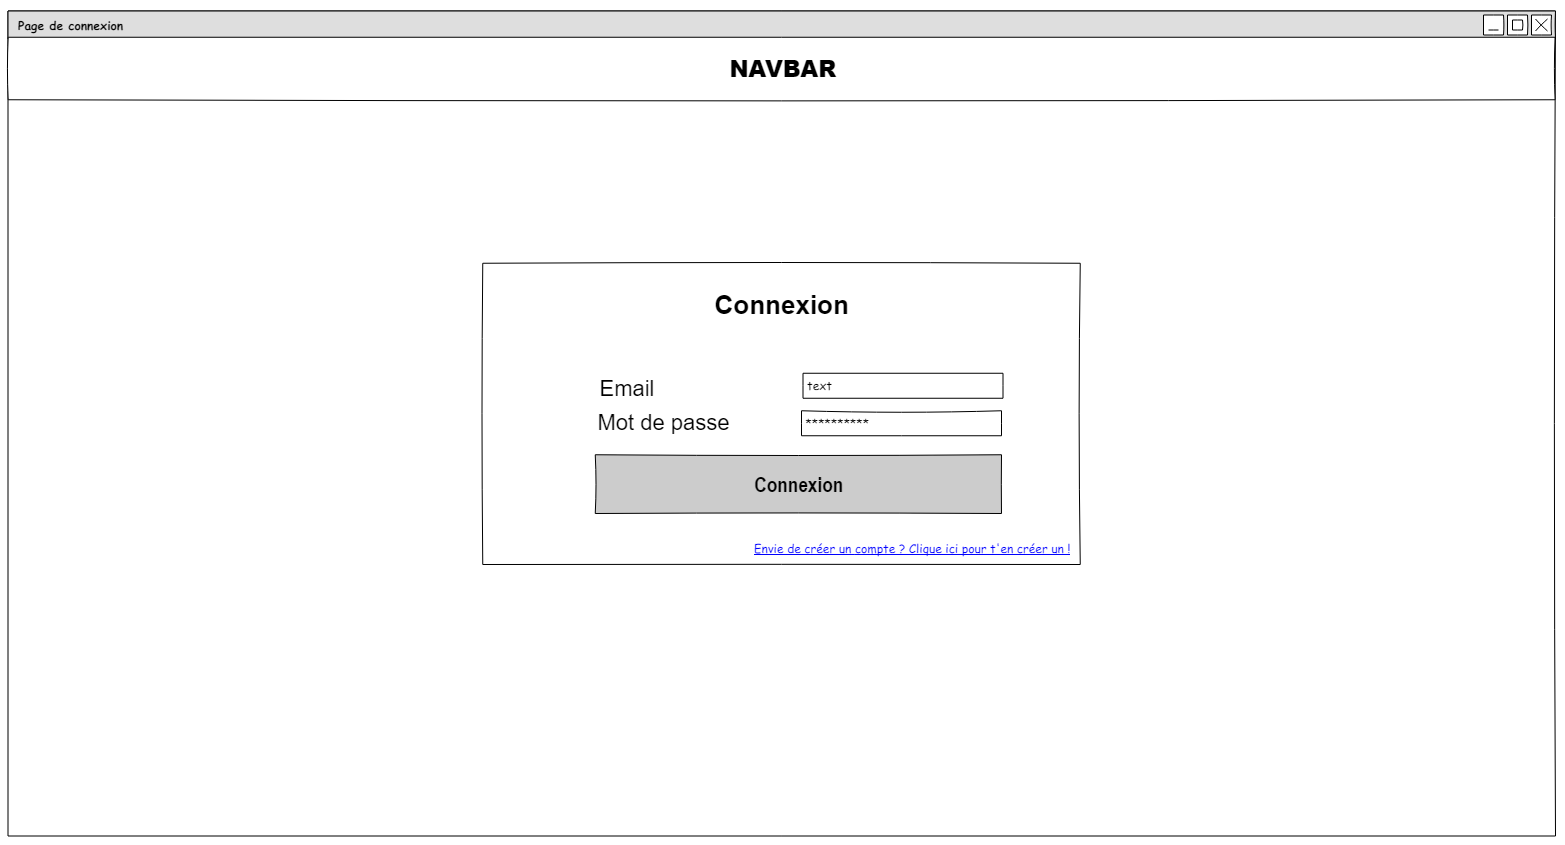 Page de connexion
NAVBAR
Connexion
Email
text
Mot de passe
**********
Connexion
Envie de créer un compte ? Clique ici pour t'en créer un !